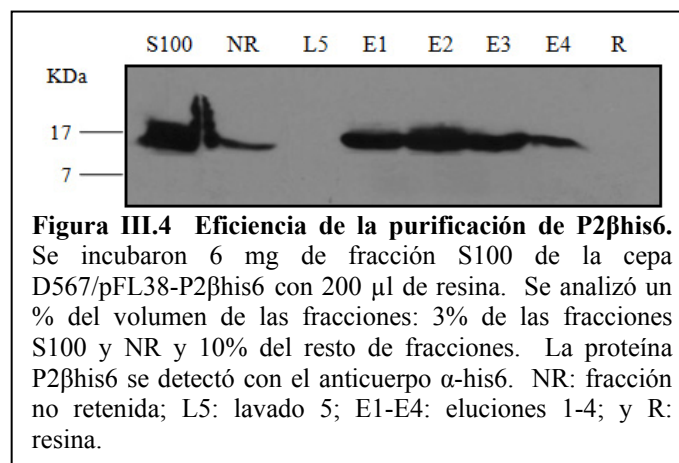 S100 NR L5 E1 E2 E3 E4 R
KDa
17
7
Figura III.4 Eficiencia de la purificación de P2βhis6.
Se incubaron 6 mg de fracción S100 de la cepa
D567/pFL38-P2βhis6 con 200 µl de resina. Se analizó un
% del volumen de las fracciones: 3% de las fracciones
S100 y NR y 10% del resto de fracciones. La proteína
P2βhis6 se detectó con el anticuerpo α-his6. NR: fracción
no retenida; L5: lavado 5; E1-E4: eluciones 1-4; y R:
resina.